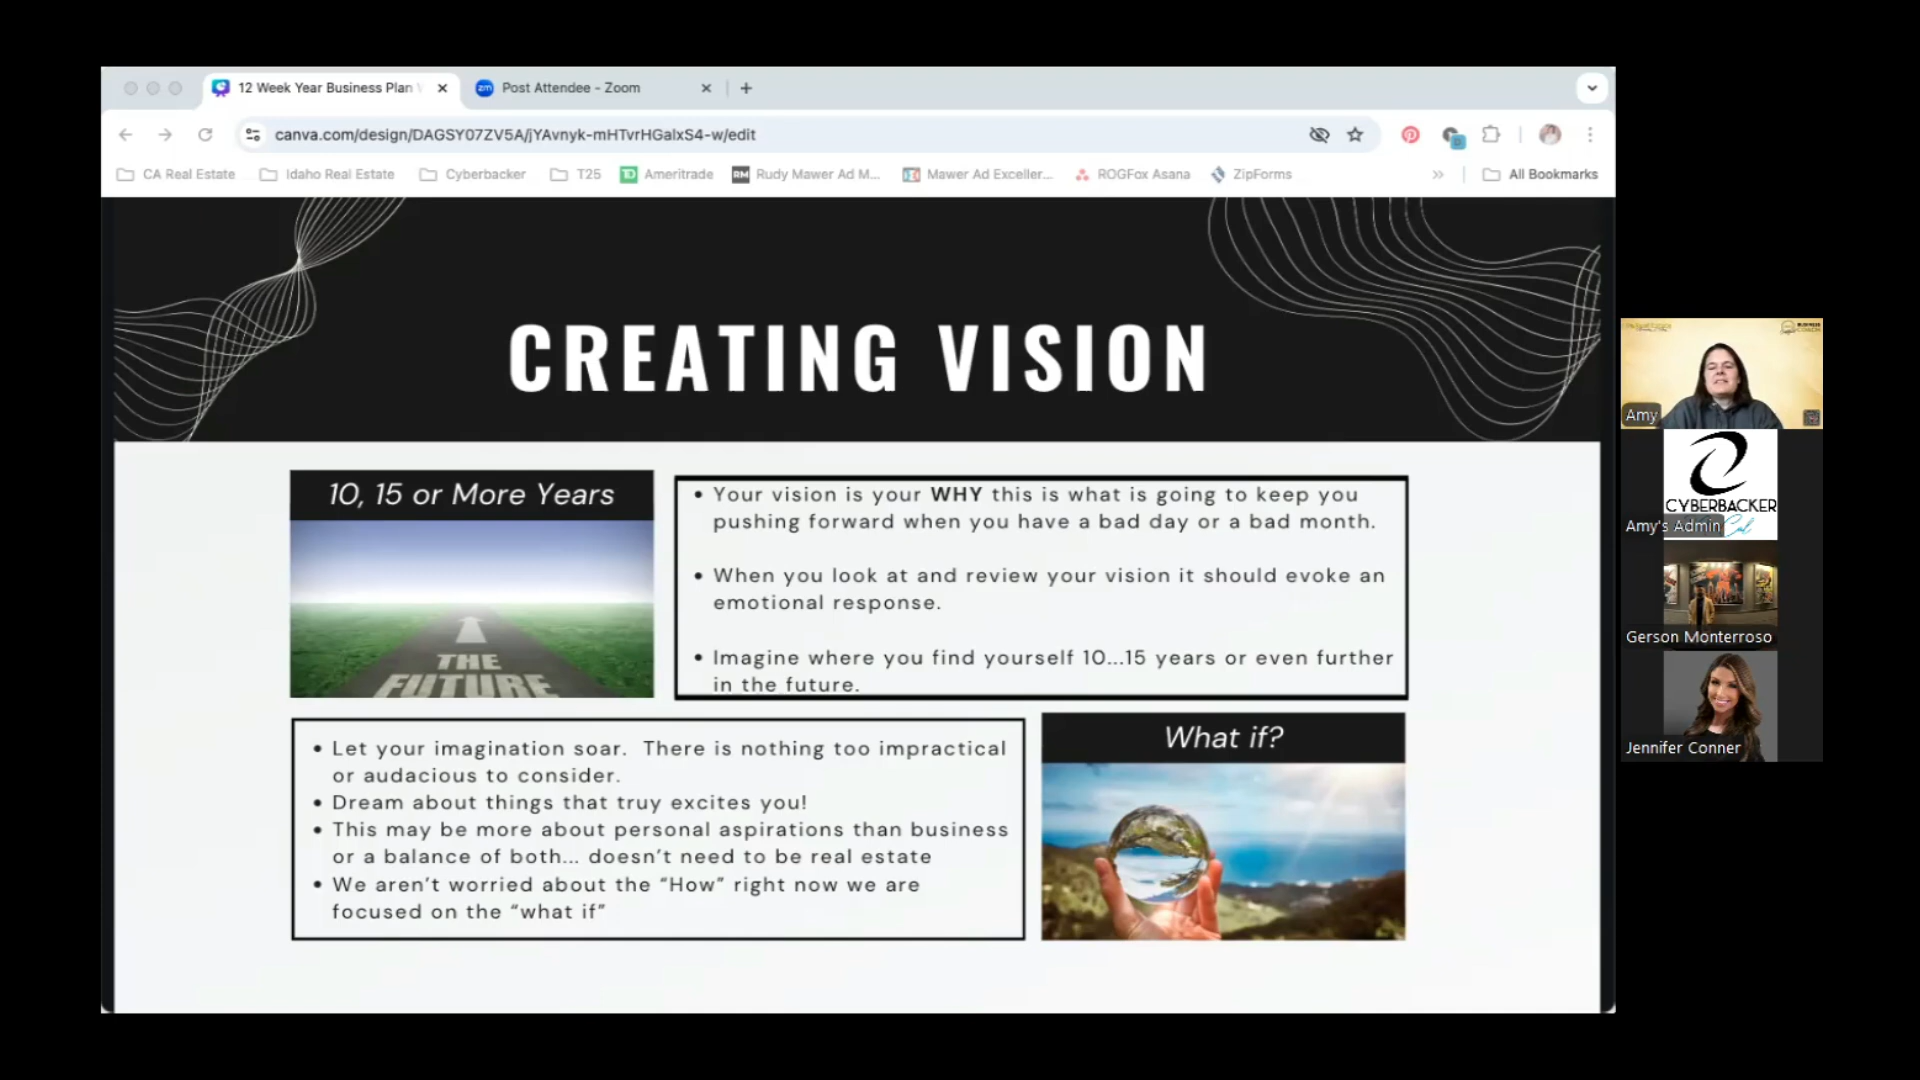 12 Week Year Business Plan
Post Attendee - Zoom
canva.com/design/DAGSY07ZV5A/jYAvnyk-mHTvrHGalxS4-w/edit
CA Real Estate
Idaho Real Estate
Cyberbacker
T25
Ameritrade
RM Rudy Mawer Ad M...
Mawer Ad Exceller...
ROGFox Asana
ZipForms
»
All Bookmarks
CREATING VISION
10, 15 or More Years
THE
FUTURE
• Your vision is your WHY this is what is going to keep you
pushing forward when you have a bad day or a bad month.
• When you look at and review your vision it should evoke an
emotional response.
• Imagine where you find yourself 10...15 years or even further
in the future.
• Let your imagination soar.  There is nothing too impractical
or audacious to consider.
• Dream about things that truy excites you!
• This may be more about personal aspirations than business
or a balance of both... doesn’t need to be real estate
• We aren’t worried about the “How” right now we are
focused on the “what if”
What if?
Amy
CYBERBACKER
Amy's Admin
Gerson Monterroso
Jennifer Conner